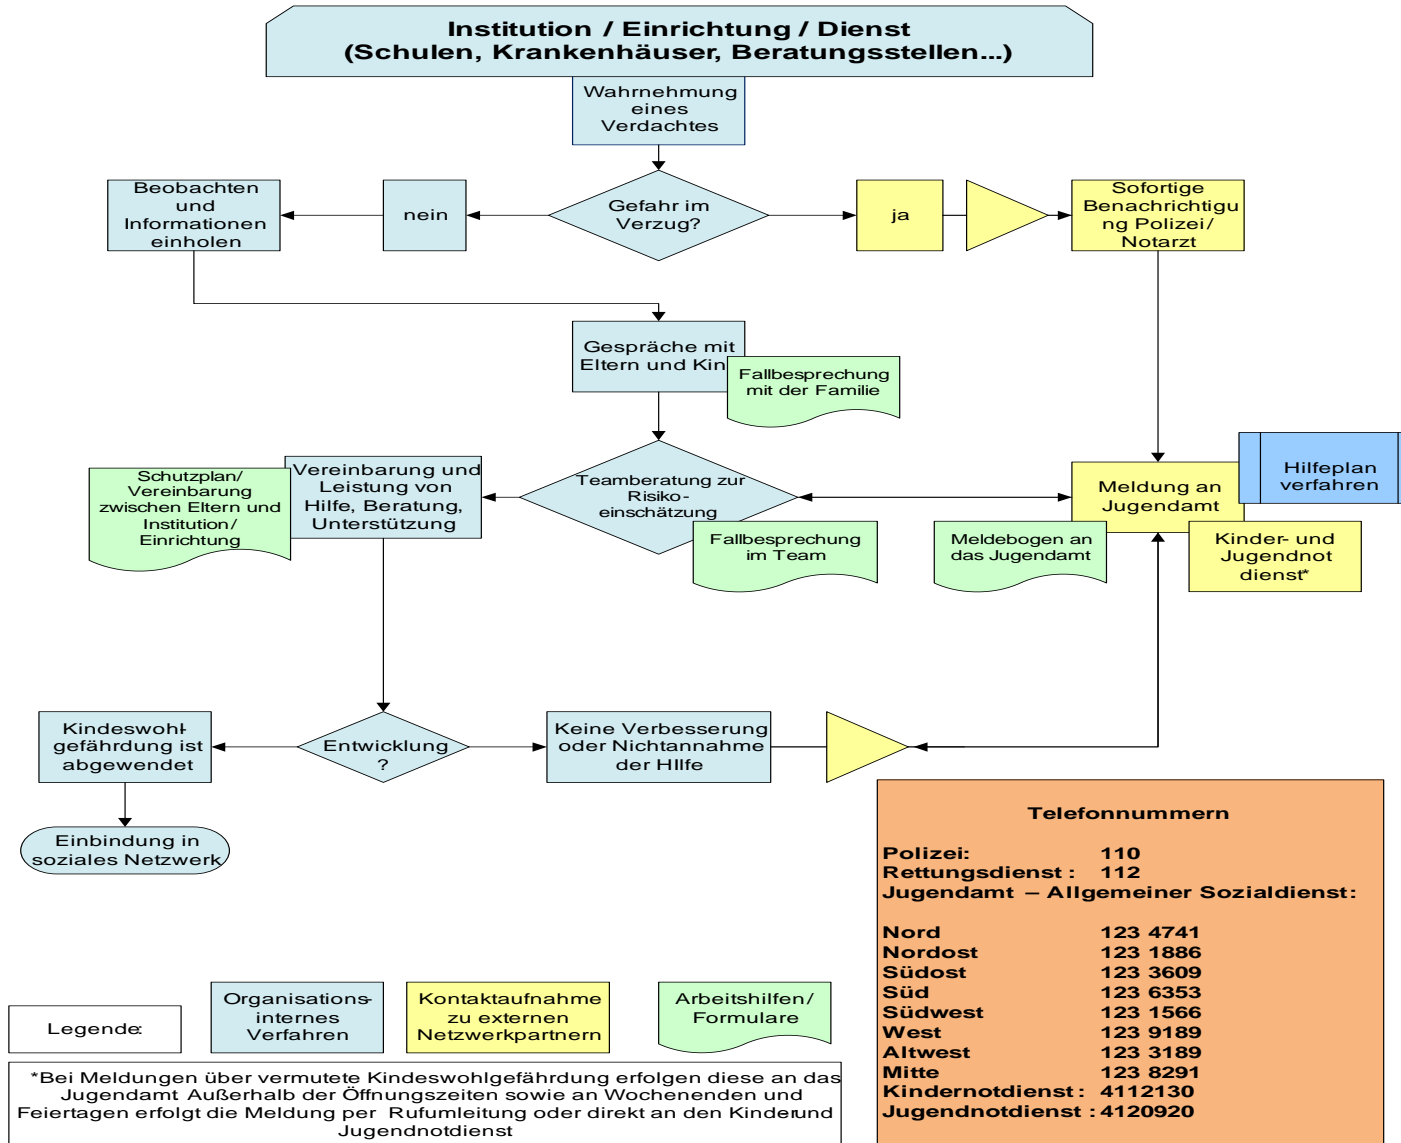 Institution / Einrichtung / Dienst
(Schulen, Krankenhäuser, Beratungsstellen...)
Wahrnehmung
eines
Verdachtes
Beobachten
und
Informationen
einholen
nein
Gefahr im
Verzug?
ja
Sofortige
Benachrichtigu
ng Polizei/
Notarzt
Gespräche mit
Eltern und Kin
Fallbesprechung
mit der Familie
Schutzplan/
Vereinbarung
zwischen Eltern und
Institution/
Einrichtung
Vereinbarung und
Leistung von
Hilfe, Beratung,
Unterstützung
Teamberatung zur
Risiko-
einschätzung
Fallbesprechung
im Team
Meldung an
Jugendamt
Hilfeplan
verfahren
Meldebogen an
das Jugendamt
Kinder- und
Jugendnot
dienst*
Kindeswohl-
gefährdung ist
abgewendet
Entwicklung
?
Keine Verbesserung
oder Nichtannahme
der HIlfe
Einbindung in
soziales Netzwerk
Telefonnummern
Polizei: 110
Rettungsdienst : 112
Jugendamt – Allgemeiner Sozialdienst:
Nord 123 4741
Nordost 123 1886
Südost 123 3609
Süd 123 6353
Südwest 123 1566
West 123 9189
Altwest 123 3189
Mitte 123 8291
Kindernotdienst : 4112130
Jugendnotdienst : 4120920
Legende:
Organisations-
internes
Verfahren
Kontaktaufnahme
zu externen
Netzwerkpartnern
Arbeitshilfen/
Formulare
*Bei Meldungen über vermutete Kindeswohlgefährdung erfolgen diese an das
Jugendamt Außerhalb der Öffnungszeiten sowie an Wochenenden und
Feiertagen erfolgt die Meldung per Rufumleitung oder direkt an den Kinder und
Jugendnotdienst